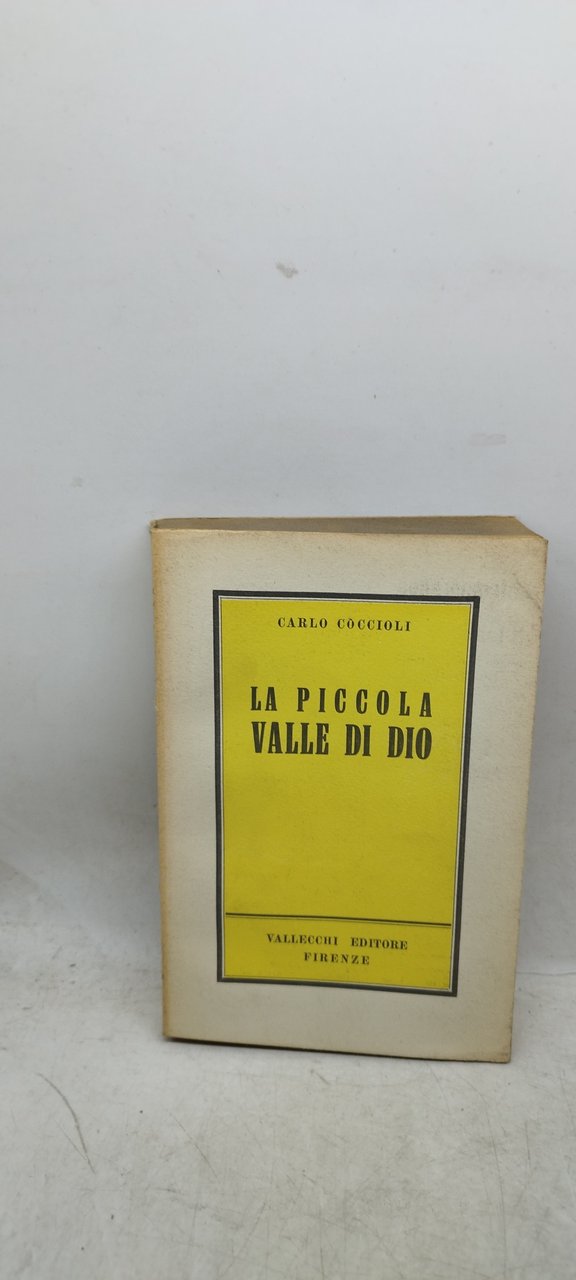 CARLO CÒCCIOLI
LA PICCOLA
VALLE DI DIO
VALLECCHI EDITORE
FIRENZE